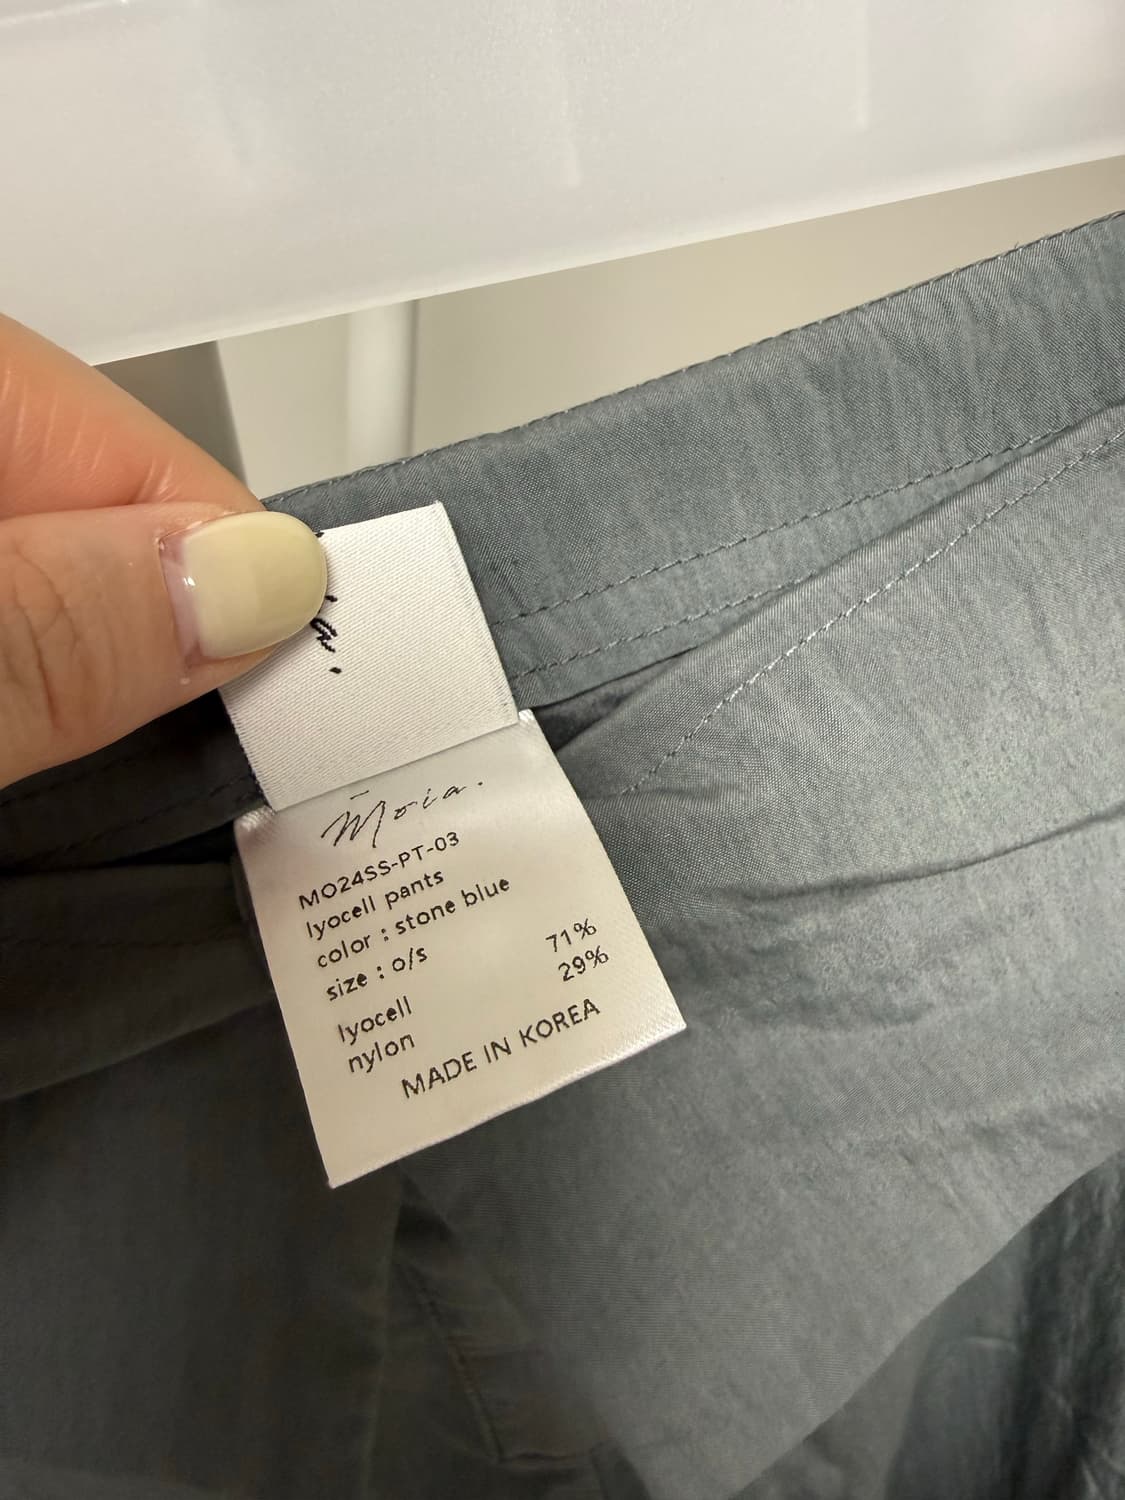 Moia.
MO24SS-PT-03
lyocell pants
color : stone blue
size : o/s
lyocell 71%
nylon 29%
MADE IN KOREA